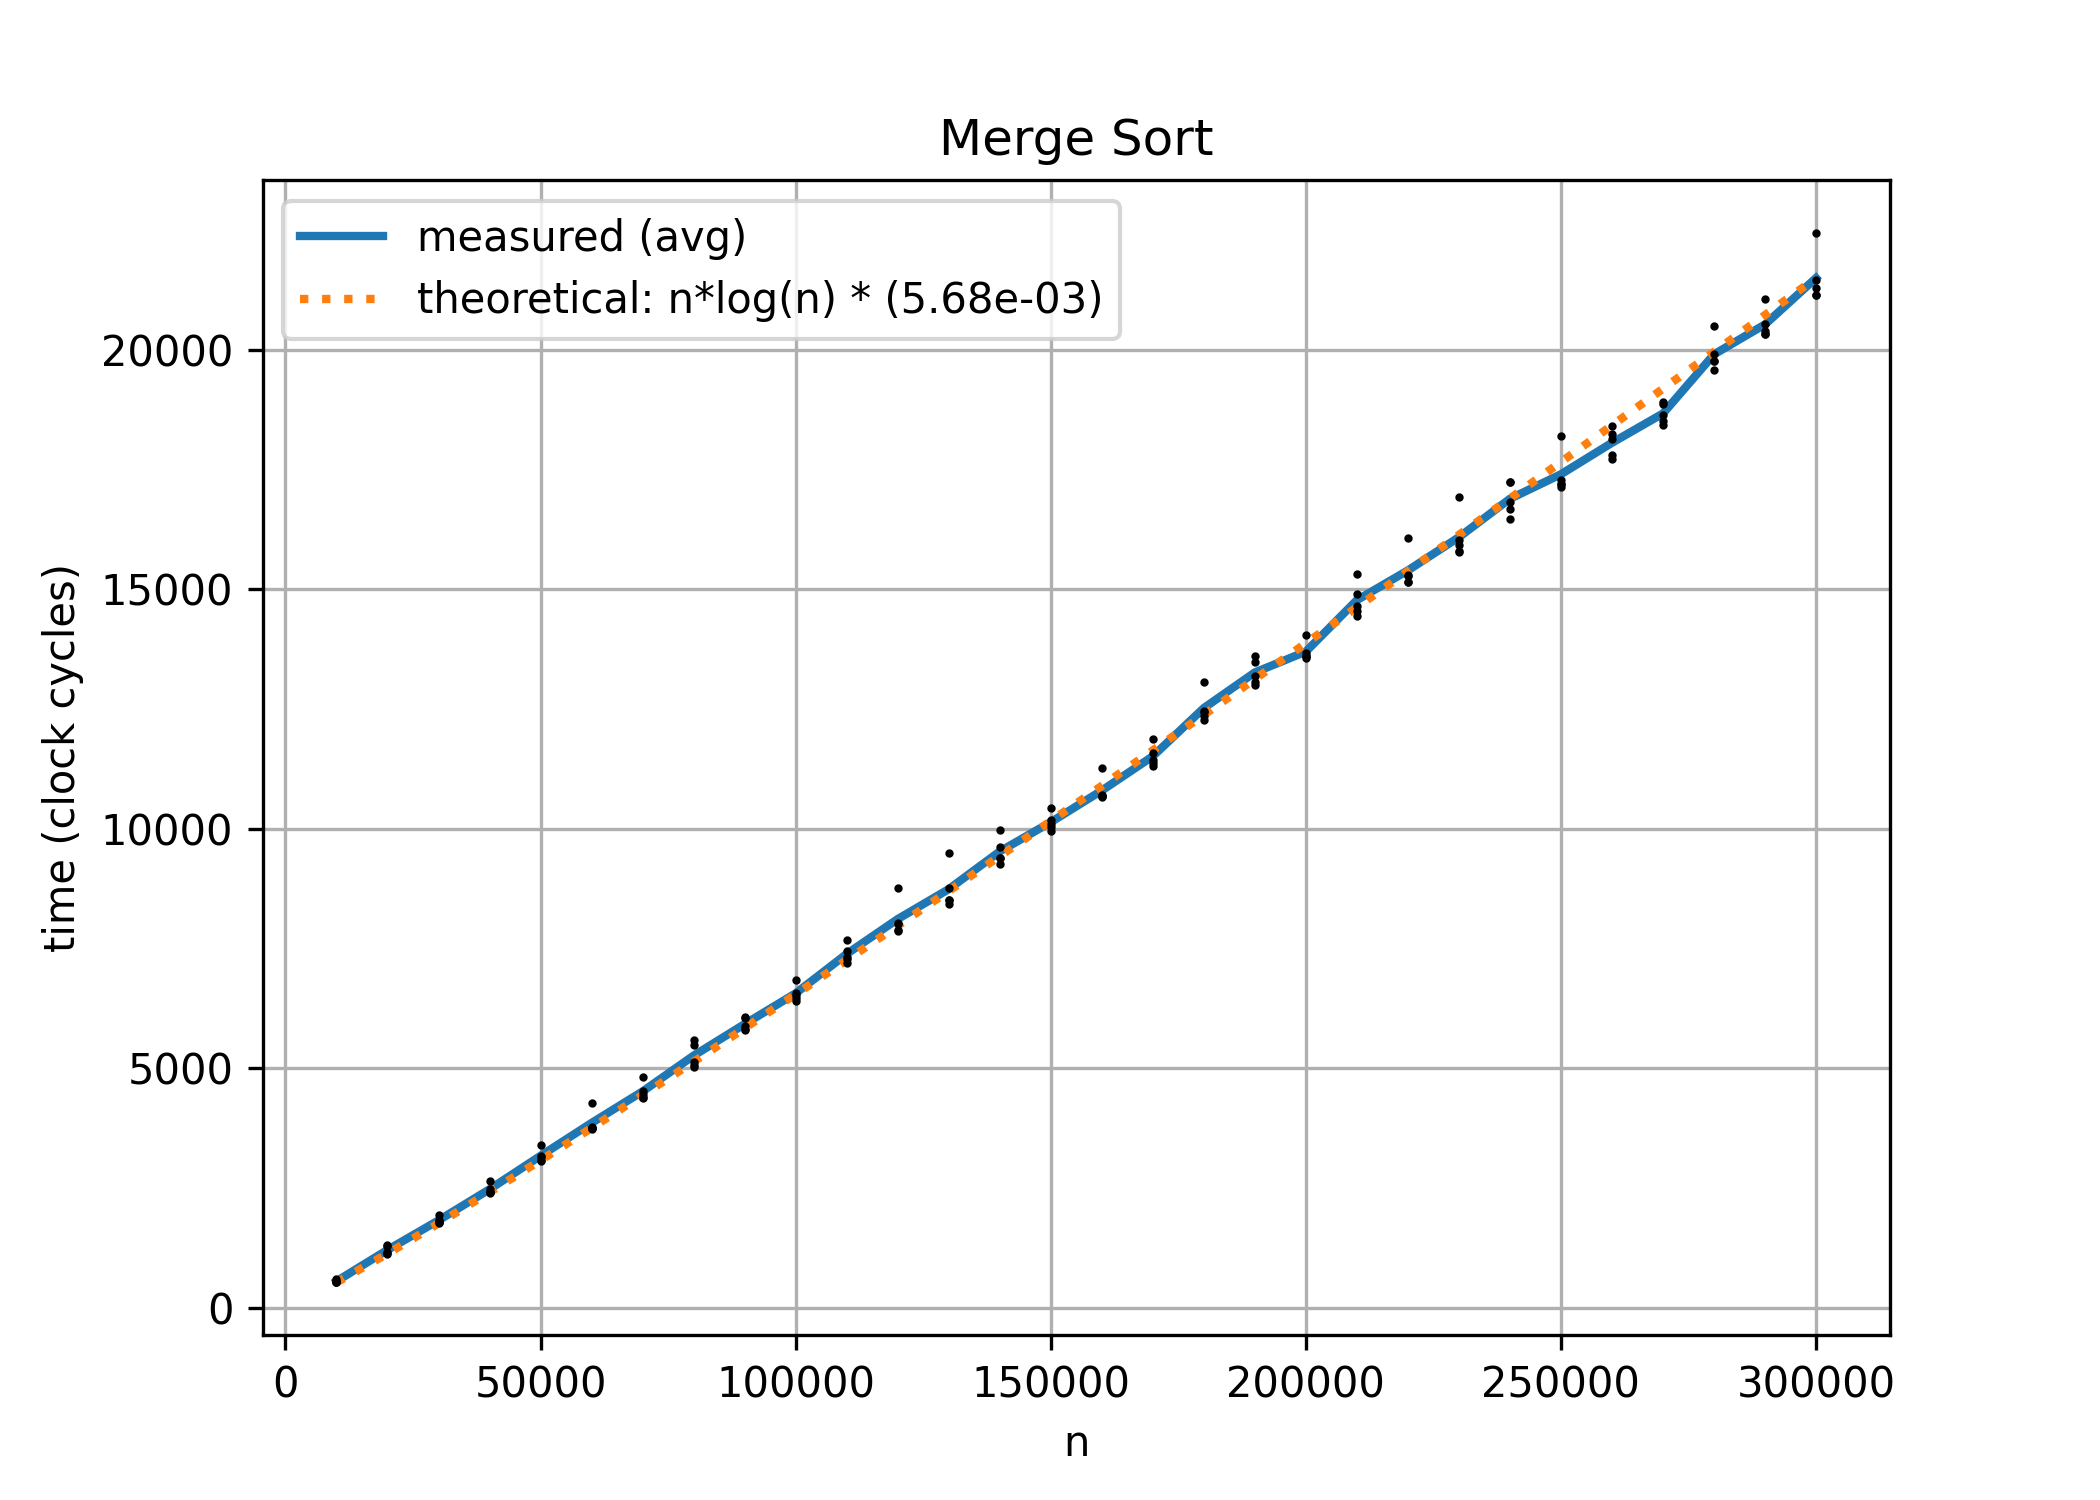 Merge Sort
measured (avg)
theoretical: n*log(n) * (5.68e-03)
time (clock cycles)
20000
15000
10000
5000
0
0 50000 100000 150000 200000 250000 300000
n